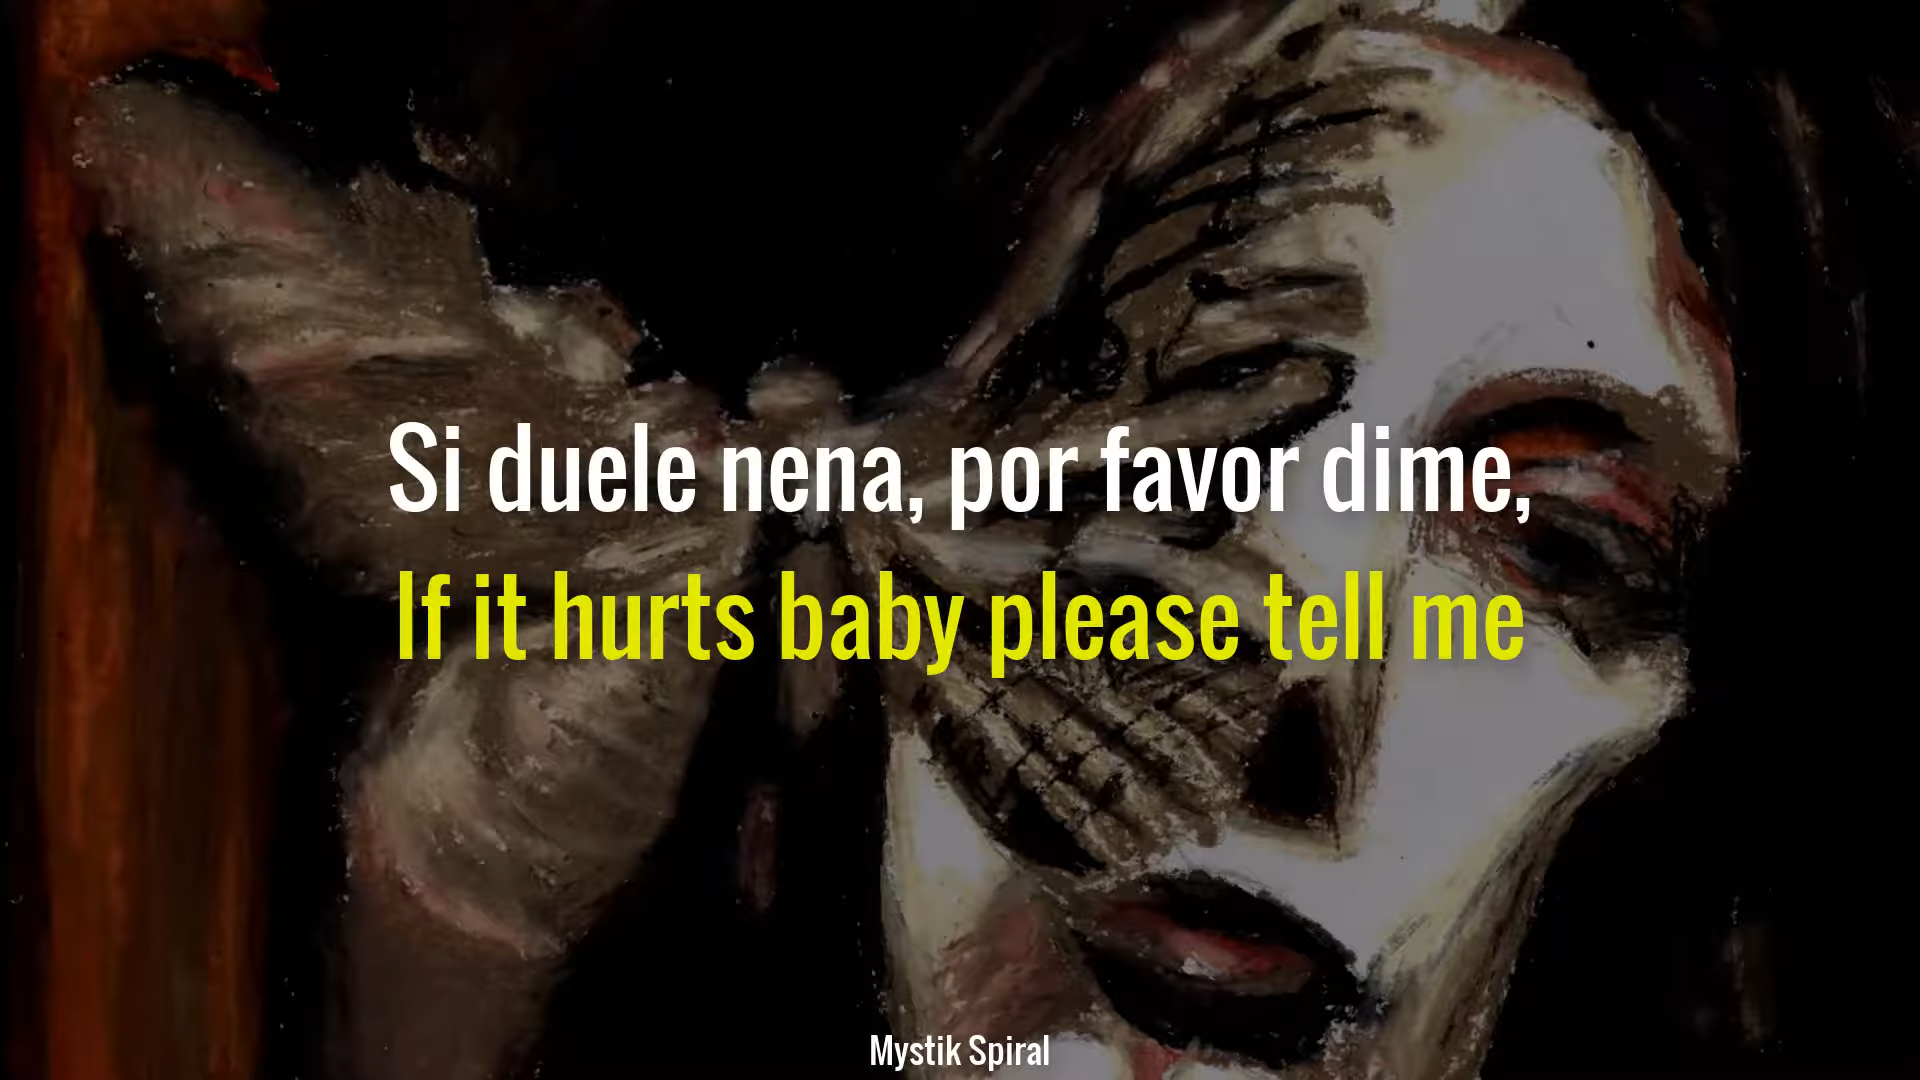 Si duele nena, por favor dime,
If it hurts baby please tell me
Mystik Spiral